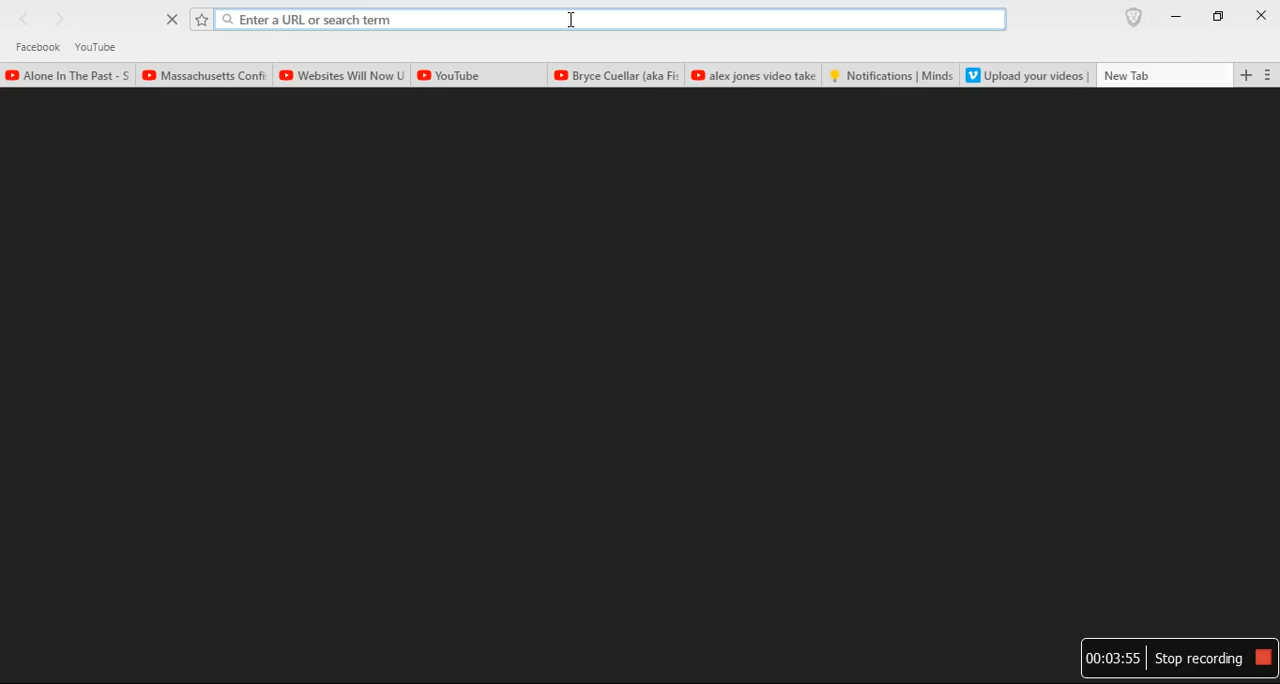 Enter a URL or search term
Facebook YouTube
Alone In The Past - S Massachusetts Confi Websites Will Now U YouTube Bryce Cuellar (aka Fi alex jones video take Notifications | Minds Upload your videos | New Tab
00:03:55 Stop recording